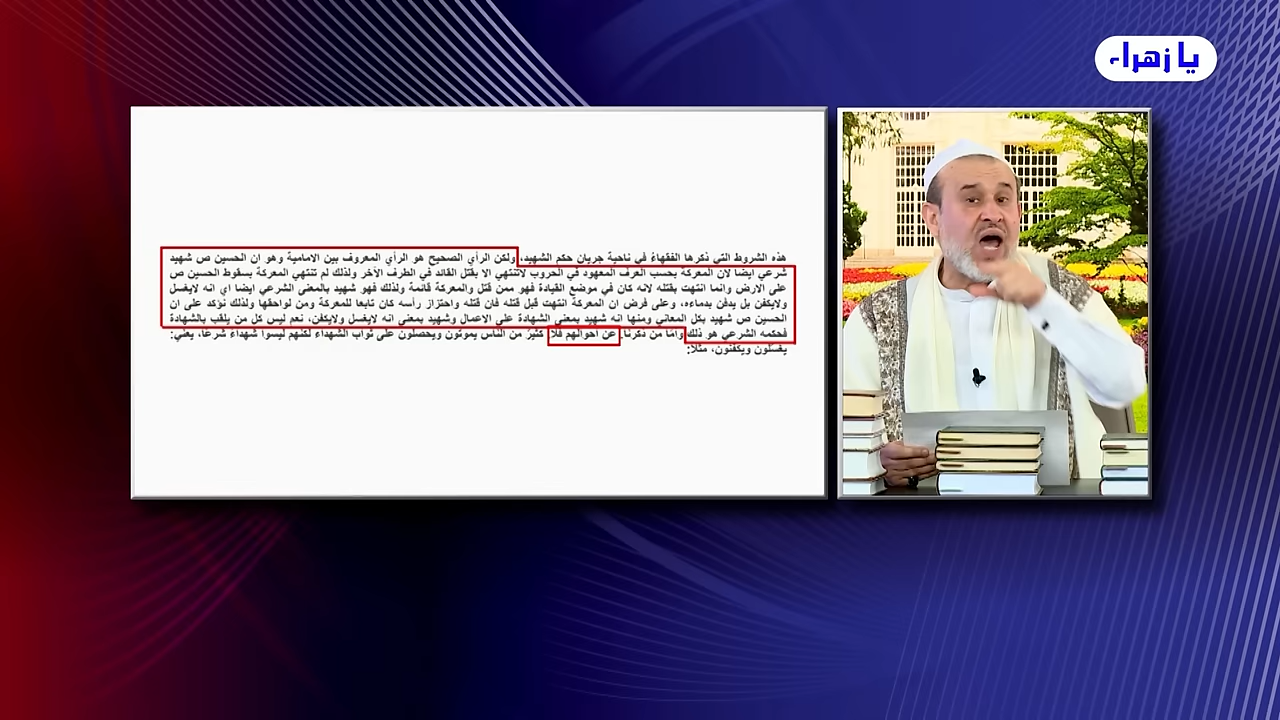 يا زهراء
هذه الشروط التي ذكرها الفقهاءُ في ناحية جريان حكم الشهيد، ولكن الرأي الصحيح هو الرأي المعروف بين الامامية وهو ان الحسين ص شهيد
شرعي ايضا لان المعركة بحسب العرف المعهود في الحروب لاتنتهي الا بقتل القائد في الطرف الآخر ولذلك لم تنتهي المعركة بسقوط الحسين ص
على الارض وانما انتهت بقتله لانه كان في موضع القيادة فهو ممن قتل والمعركة قائمة ولذلك فهو شهيد بالمعنى الشرعي ايضا اي انه لايغسل
ولايكفن بل يدفن بدماءه، وعلى فرض ان المعركة انتهت قبل قتله فان قتله واحتزاز رأسه كان تابعا للمعركة ومن لواحقها ولذلك نؤكد على ان
الحسين ص شهيد بكل المعاني ومنها انه شهيد بمعنى الشهادة على الاعمال وشهيد بمعنى انه لايغسل ولايكفن، نعم ليس كل من يلقب بالشهادة
فحكمه الشرعي هو ذلك واما من ذكرنا. عن احوالهم فلا كثيرٌ من الناس يموتون ويحصلون على ثواب الشهداء لكنهم ليسوا شهداءَ شرعاً، يعني:
يغسّلون ويكفّنون، مثلاً: